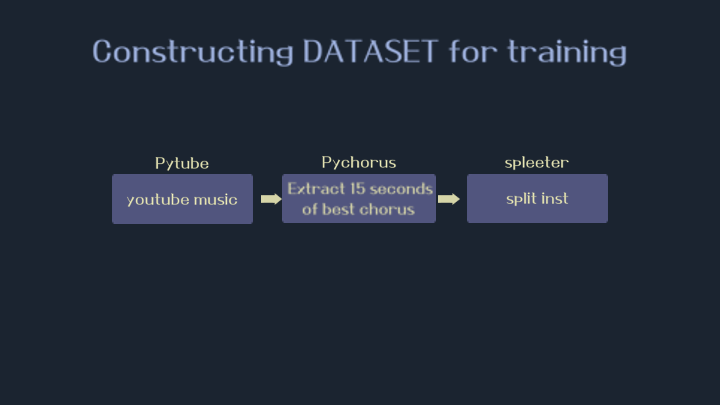 Constructing DATASET for training
Pytube
Pychorus
spleeter
youtube music
Extract 15 seconds
of best chorus
split inst